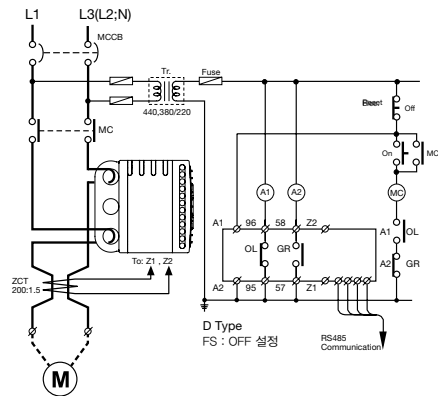 L1 L3(L2;N)
MCCB
Tr. Fuse
440,380/220
Off
MC
On MC
A1 A2 MC
A1 96 58 Z2
A1 OL
OL GR
To: Z1 , Z2
A2 GR
ZCT
200:1.5
A2 95 57 Z1
D Type
FS : OFF 설정
RS485
Communication
M